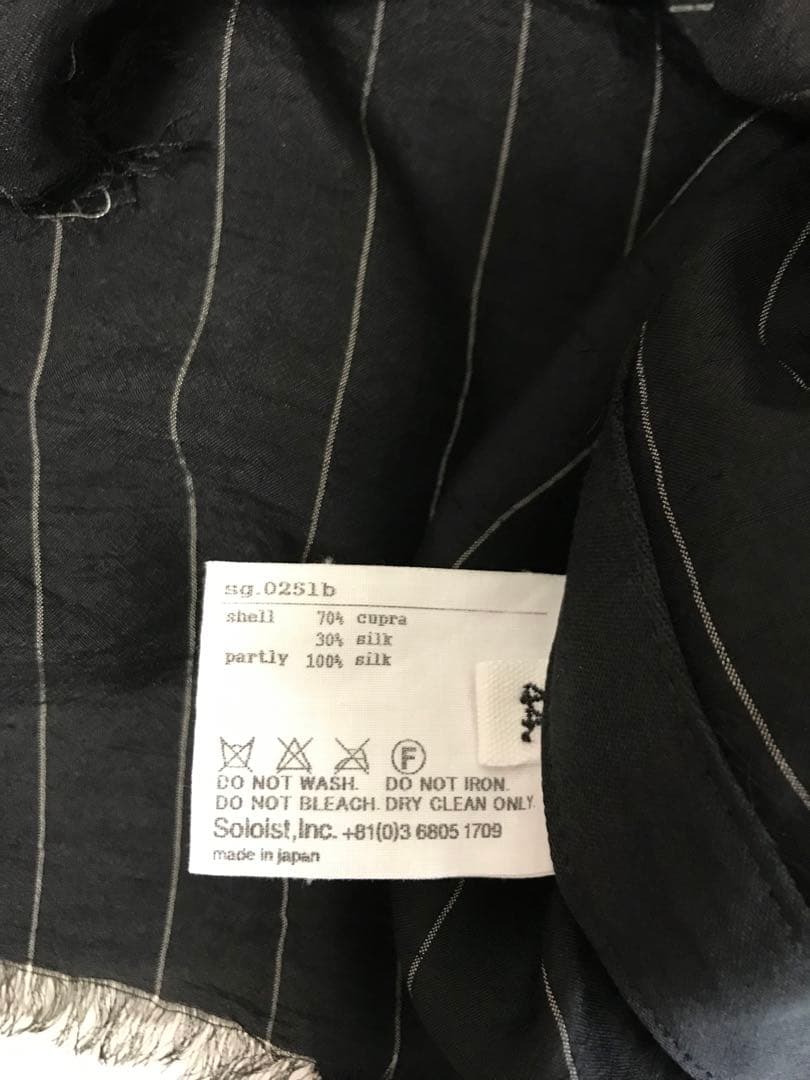 sg.0251b
shell 70% cupra
30% silk
partly 100% silk
F
DO NOT WASH. DO NOT IRON.
DO NOT BLEACH. DRY CLEAN ONLY.
Soloist,Inc. +81(0)3 6805 1709
made in japan